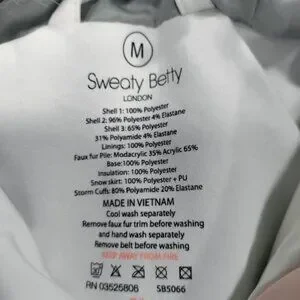 M
Sweaty Betty
LONDON
Shell 1: 100% Polyester
Shell 2: 96% Polyester 4% Elastane
Shell 3: 65% Polyester
31% Polyamide 4% Elastane
Linings: 100% Polyester
Faux fur Pile: Modacrylic 35% Acrylic 65%
Base:100% Polyester
Insulation: 100% Polyester
Snow skirt: 100% Polyester + PU
Storm Cuffs: 80% Polyamide 20% Elastane
MADE IN VIETNAM
Cool wash separately
Remove faux fur trim before washing
and hand wash separately
Remove belt before washing
KEEP AWAY FROM FIRE
RN 03525806 SB5066